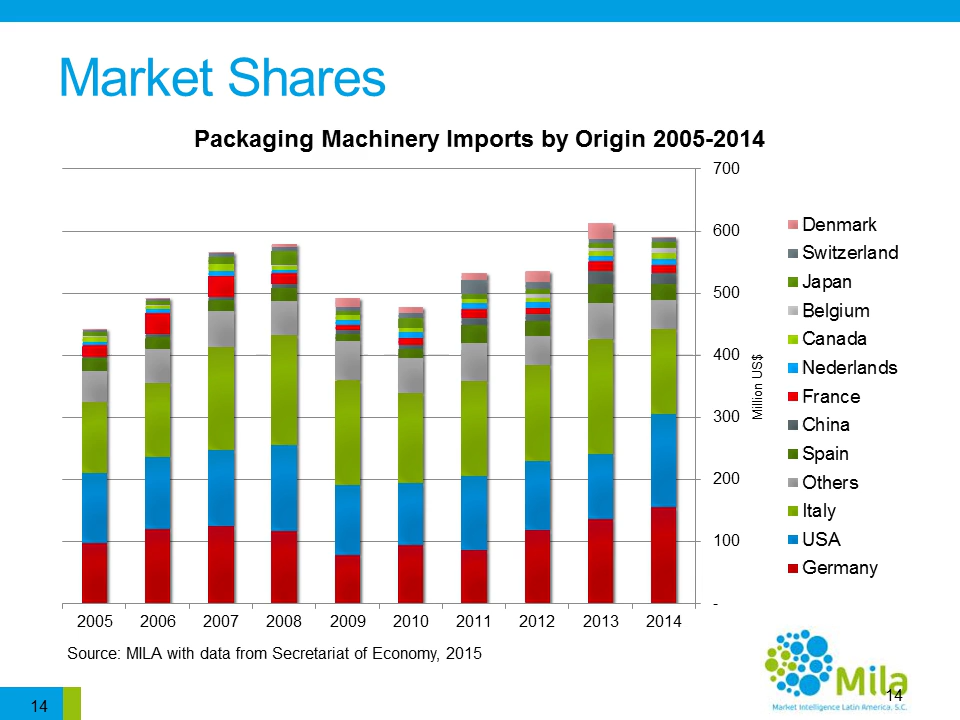 Market Shares
Packaging Machinery Imports by Origin 2005-2014
700
600
500
400
300
200
100
-
Million US$
2005 2006 2007 2008 2009 2010 2011 2012 2013 2014
Denmark
Switzerland
Japan
Belgium
Canada
Nederlands
France
China
Spain
Others
Italy
USA
Germany
Source: MILA with data from Secretariat of Economy, 2015
Mila
Market Intelligence Latin America, S.C.
14
14